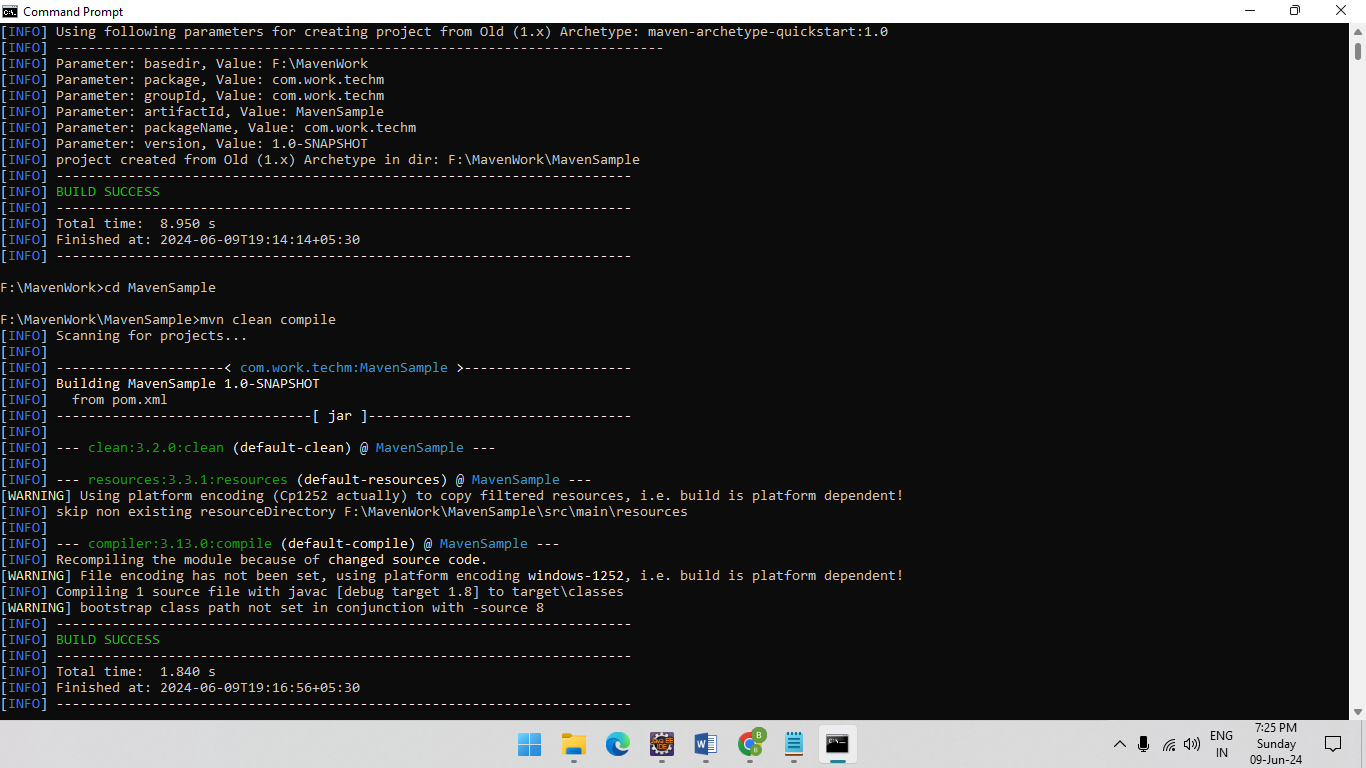 Command Prompt
[INFO] Using following parameters for creating project from Old (1.x) Archetype: maven-archetype-quickstart:1.0
[INFO] ----------------------------------------------------------------------------
[INFO] Parameter: basedir, Value: F:\MavenWork
[INFO] Parameter: package, Value: com.work.techm
[INFO] Parameter: groupId, Value: com.work.techm
[INFO] Parameter: artifactId, Value: MavenSample
[INFO] Parameter: packageName, Value: com.work.techm
[INFO] Parameter: version, Value: 1.0-SNAPSHOT
[INFO] project created from Old (1.x) Archetype in dir: F:\MavenWork\MavenSample
[INFO] ------------------------------------------------------------------------
[INFO] BUILD SUCCESS
[INFO] ------------------------------------------------------------------------
[INFO] Total time:  8.950 s
[INFO] Finished at: 2024-06-09T19:14:14+05:30
[INFO] ------------------------------------------------------------------------
F:\MavenWork>cd MavenSample
F:\MavenWork\MavenSample>mvn clean compile
[INFO] Scanning for projects...
[INFO]
[INFO] ---------------------< com.work.techm:MavenSample >---------------------
[INFO] Building MavenSample 1.0-SNAPSHOT
[INFO]   from pom.xml
[INFO] --------------------------------[ jar ]---------------------------------
[INFO]
[INFO] --- clean:3.2.0:clean (default-clean) @ MavenSample ---
[INFO]
[INFO] --- resources:3.3.1:resources (default-resources) @ MavenSample ---
[WARNING] Using platform encoding (Cp1252 actually) to copy filtered resources, i.e. build is platform dependent!
[INFO] skip non existing resourceDirectory F:\MavenWork\MavenSample\src\main\resources
[INFO]
[INFO] --- compiler:3.13.0:compile (default-compile) @ MavenSample ---
[INFO] Recompiling the module because of changed source code.
[WARNING] File encoding has not been set, using platform encoding windows-1252, i.e. build is platform dependent!
[INFO] Compiling 1 source file with javac [debug target 1.8] to target\classes
[WARNING] bootstrap class path not set in conjunction with -source 8
[INFO] ------------------------------------------------------------------------
[INFO] BUILD SUCCESS
[INFO] ------------------------------------------------------------------------
[INFO] Total time:  1.840 s
[INFO] Finished at: 2024-06-09T19:16:56+05:30
[INFO] ------------------------------------------------------------------------
Java EE
IDE
W
B
ENG
IN
7:25 PM
Sunday
09-Jun-24